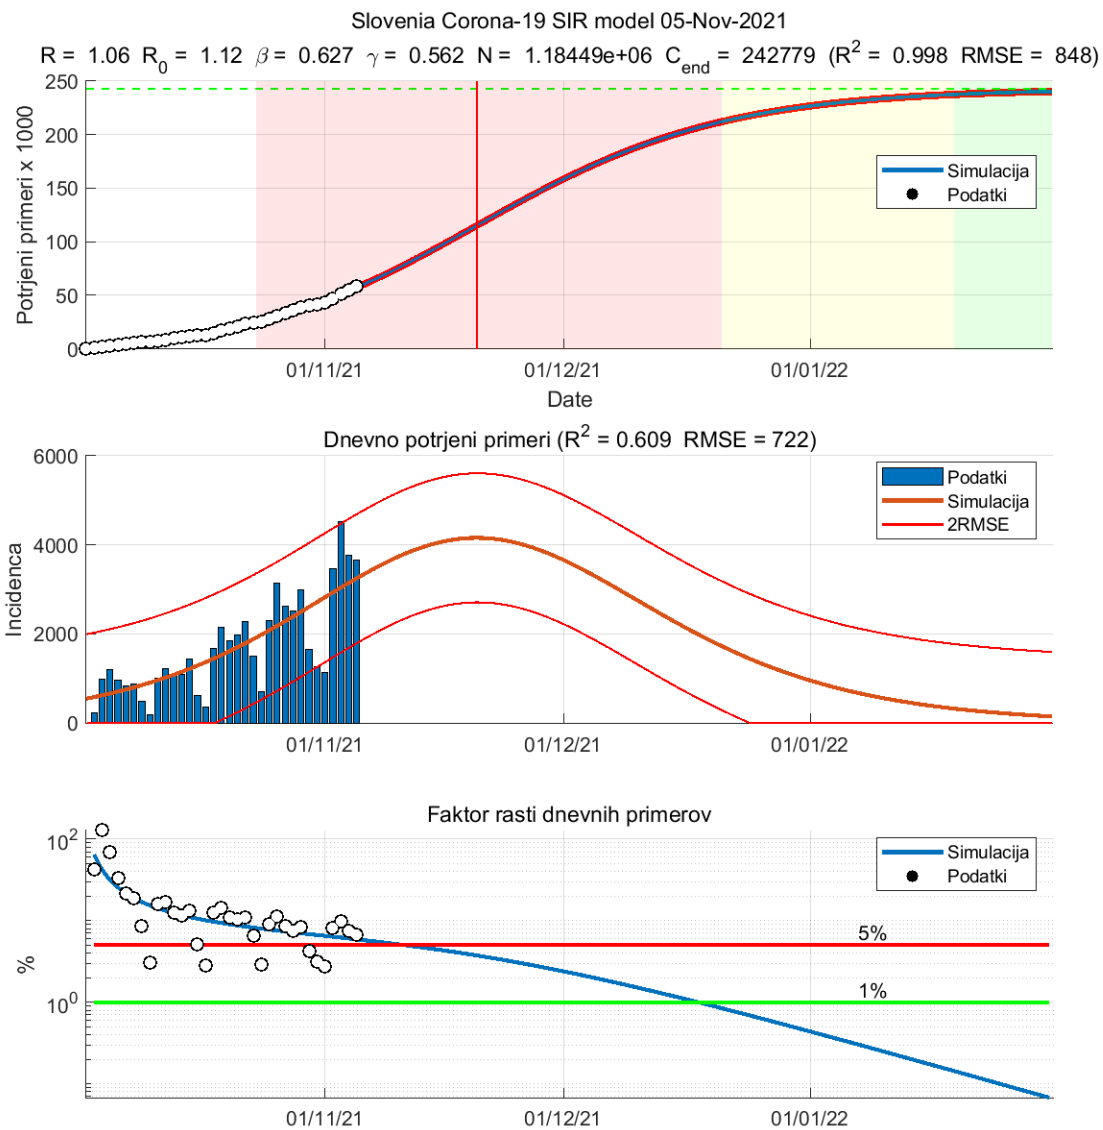 Slovenia Corona-19 SIR model 05-Nov-2021
R = 1.06 R0 = 1.12 β = 0.627 γ = 0.562 N = 1.18449e+06 Cend = 242779 (R2 = 0.998 RMSE = 848)
250
200
150
100
50
0
Potrjeni primeri x 1000
Simulacija
Podatki
01/11/21 01/12/21 01/01/22
Date
Dnevno potrjeni primeri (R2 = 0.609 RMSE = 722)
6000
4000
2000
0
Incidenca
Podatki
Simulacija
2RMSE
01/11/21 01/12/21 01/01/22
Faktor rasti dnevnih primerov
102
100
%
Simulacija
Podatki
5%
1%
01/11/21 01/12/21 01/01/22